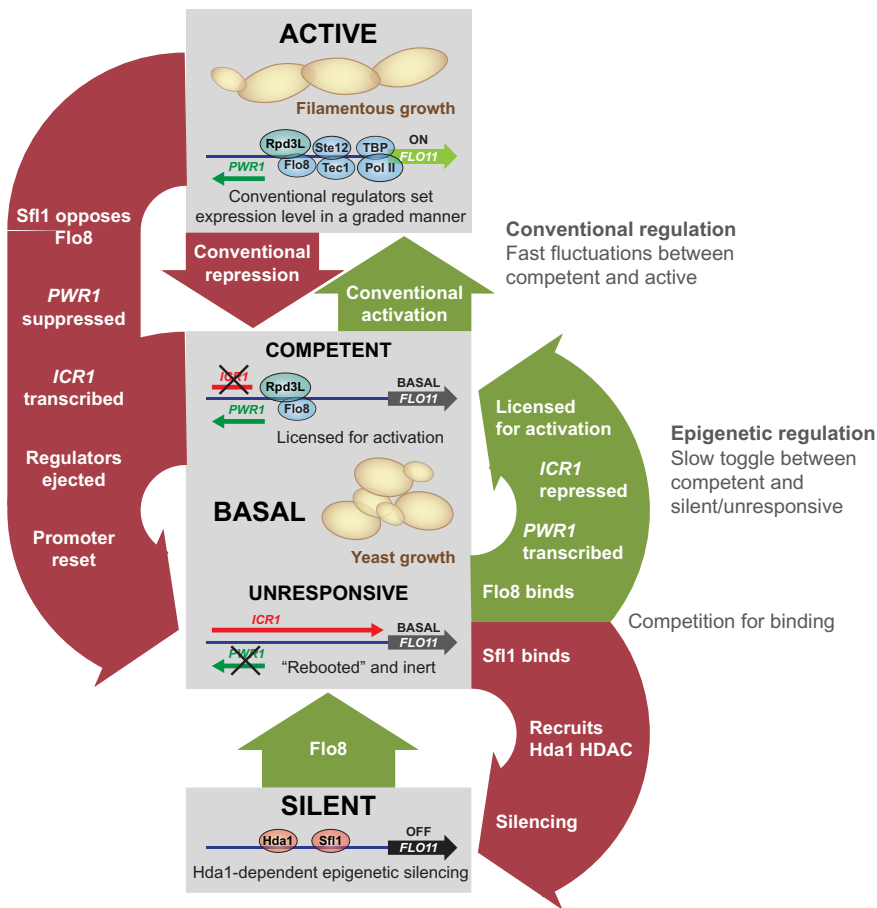 ACTIVE
Filamentous growth
Rpd3L
Ste12
TBP
ON
FLO11
PWR1
Flo8
Tec1
Pol II
Conventional regulators set
expression level in a graded manner
Sfl1 opposes
Flo8
PWR1
suppressed
ICR1
transcribed
Regulators
ejected
Promoter
reset
Conventional
repression
Conventional
activation
Conventional regulation
Fast fluctuations between
competent and active
COMPETENT
ICR1
Rpd3L
BASAL
FLO11
PWR1
Flo8
Licensed for activation
BASAL
Yeast growth
UNRESPONSIVE
ICR1
BASAL
FLO11
PWR1
“Rebooted” and inert
Licensed
for activation
ICR1
repressed
PWR1
transcribed
Flo8 binds
Epigenetic regulation
Slow toggle between
competent and
silent/unresponsive
Competition for binding
Sfl1 binds
Recruits
Hda1 HDAC
Silencing
Flo8
SILENT
Hda1
Sfl1
OFF
FLO11
Hda1-dependent epigenetic silencing